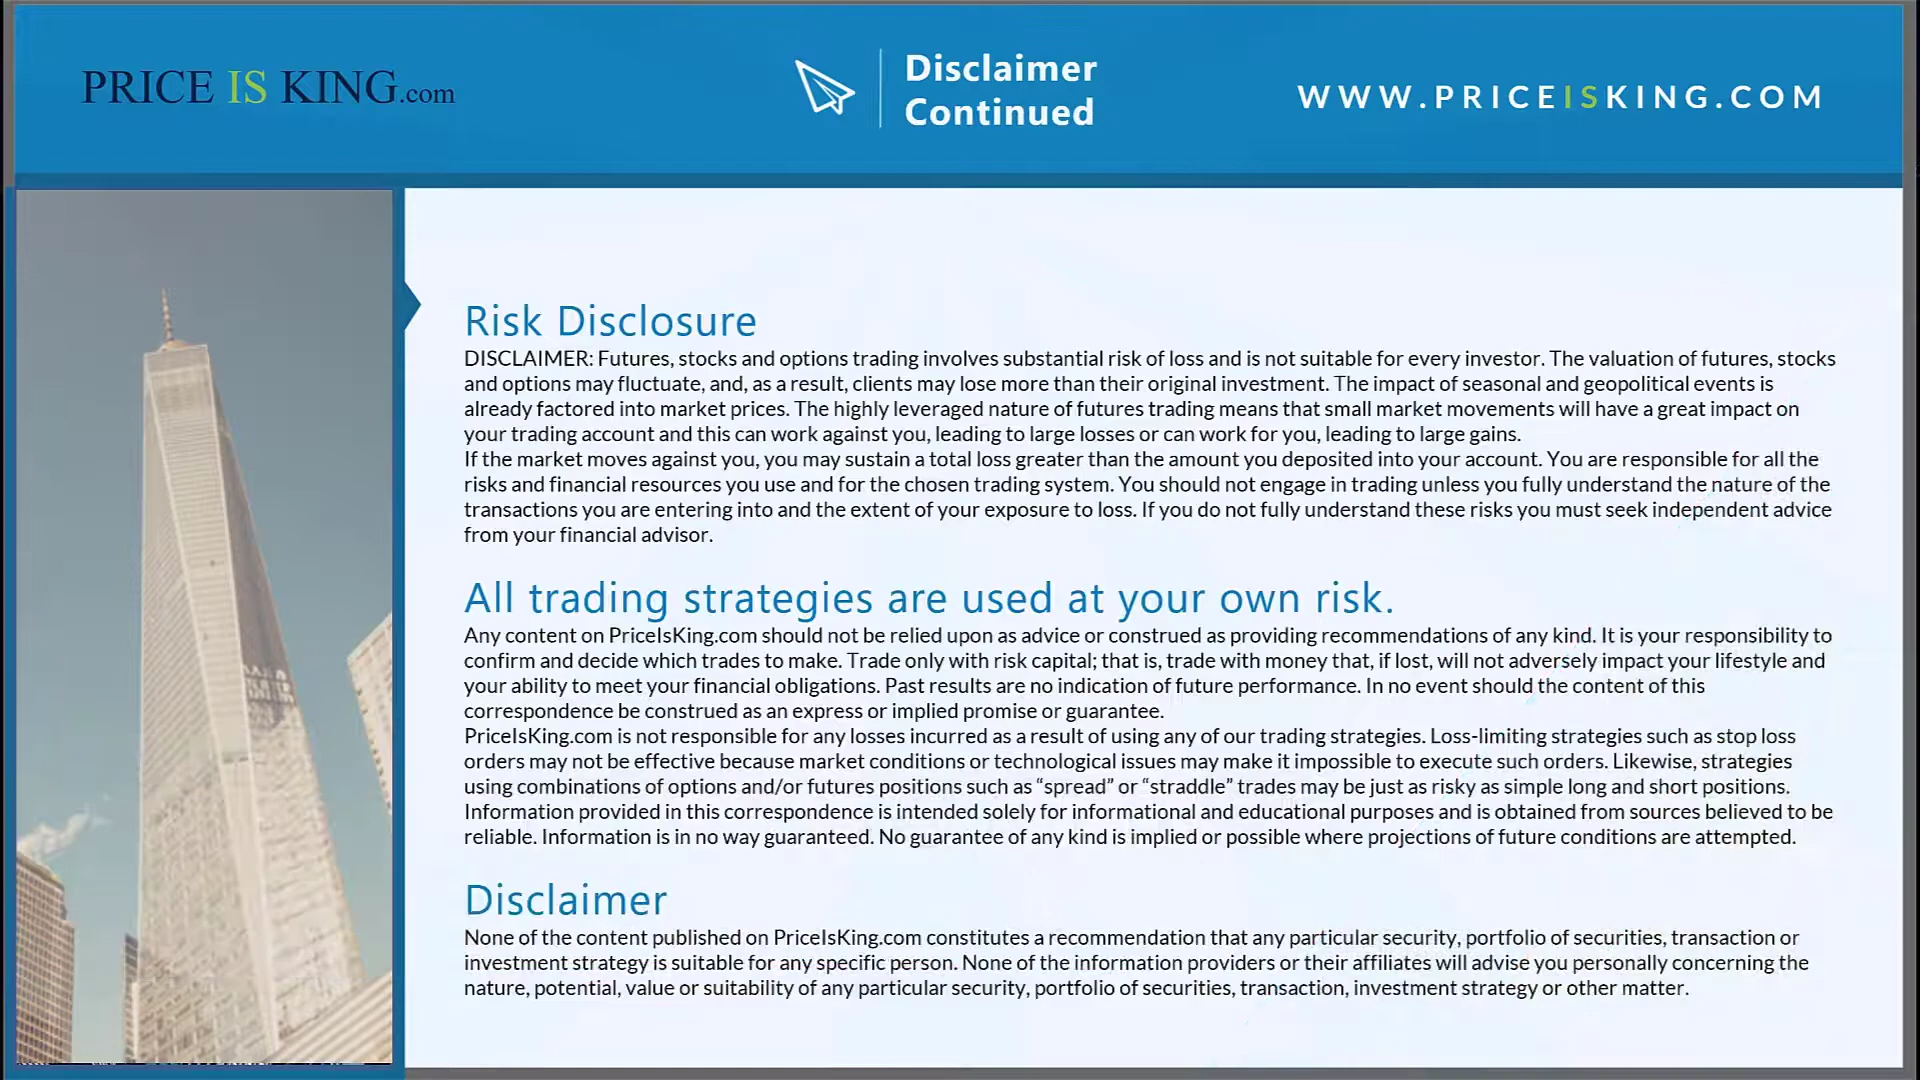 PRICE IS KING.com
Disclaimer
Continued
WWW.PRICEISKING.COM
Risk Disclosure
DISCLAIMER: Futures, stocks and options trading involves substantial risk of loss and is not suitable for every investor. The valuation of futures, stocks
and options may fluctuate, and, as a result, clients may lose more than their original investment. The impact of seasonal and geopolitical events is
already factored into market prices. The highly leveraged nature of futures trading means that small market movements will have a great impact on
your trading account and this can work against you, leading to large losses or can work for you, leading to large gains.
If the market moves against you, you may sustain a total loss greater than the amount you deposited into your account. You are responsible for all the
risks and financial resources you use and for the chosen trading system. You should not engage in trading unless you fully understand the nature of the
transactions you are entering into and the extent of your exposure to loss. If you do not fully understand these risks you must seek independent advice
from your financial advisor.
All trading strategies are used at your own risk.
Any content on PriceIsKing.com should not be relied upon as advice or construed as providing recommendations of any kind. It is your responsibility to
confirm and decide which trades to make. Trade only with risk capital; that is, trade with money that, if lost, will not adversely impact your lifestyle and
your ability to meet your financial obligations. Past results are no indication of future performance. In no event should the content of this
correspondence be construed as an express or implied promise or guarantee.
PriceIsKing.com is not responsible for any losses incurred as a result of using any of our trading strategies. Loss-limiting strategies such as stop loss
orders may not be effective because market conditions or technological issues may make it impossible to execute such orders. Likewise, strategies
using combinations of options and/or futures positions such as “spread” or “straddle” trades may be just as risky as simple long and short positions.
Information provided in this correspondence is intended solely for informational and educational purposes and is obtained from sources believed to be
reliable. Information is in no way guaranteed. No guarantee of any kind is implied or possible where projections of future conditions are attempted.
Disclaimer
None of the content published on PriceIsKing.com constitutes a recommendation that any particular security, portfolio of securities, transaction or
investment strategy is suitable for any specific person. None of the information providers or their affiliates will advise you personally concerning the
nature, potential, value or suitability of any particular security, portfolio of securities, transaction, investment strategy or other matter.